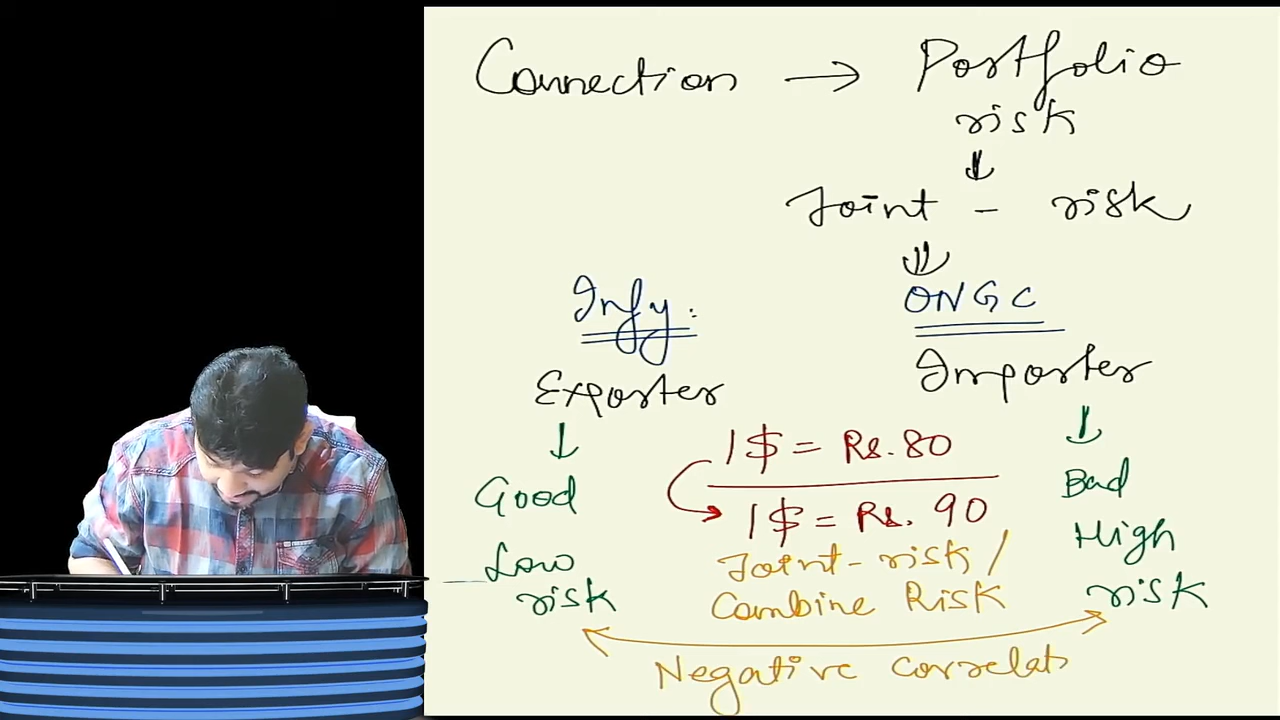 Connection → Portfolio
risk
↓
Joint - risk
⇓
Infy: ONGC
Exporter Importer
↓ 1$ = Rs. 80 ↓
Good 1$ = Rs. 90 Bad
Low Joint-risk / High
risk Combine Risk risk
Negative correlat